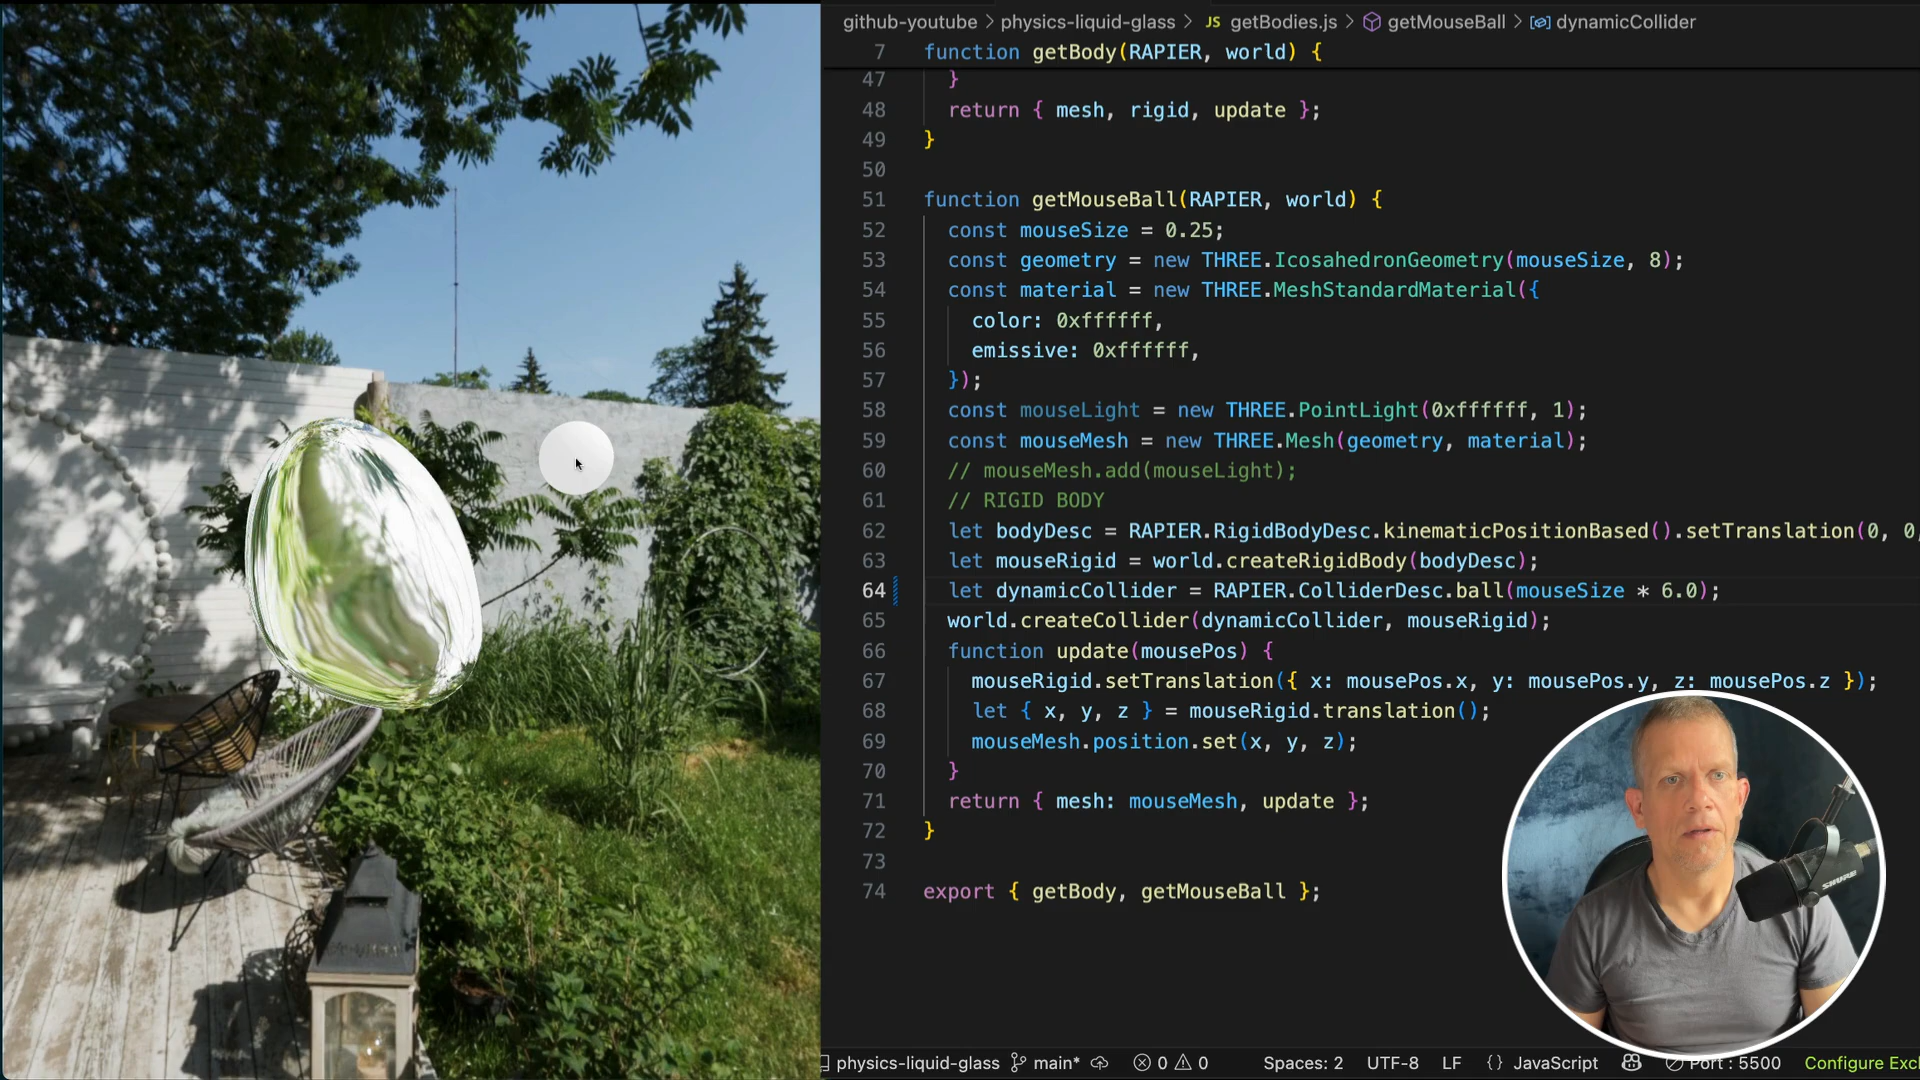 github-youtube > physics-liquid-glass > JS getBodies.js > getMouseBall > dynamicCollider
7 function getBody(RAPIER, world) {
47 }
48 return { mesh, rigid, update };
49 }
50
51 function getMouseBall(RAPIER, world) {
52 const mouseSize = 0.25;
53 const geometry = new THREE.IcosahedronGeometry(mouseSize, 8);
54 const material = new THREE.MeshStandardMaterial({
55 color: 0xffffff,
56 emissive: 0xffffff,
57 });
58 const mouseLight = new THREE.PointLight(0xffffff, 1);
59 const mouseMesh = new THREE.Mesh(geometry, material);
60 // mouseMesh.add(mouseLight);
61 // RIGID BODY
62 let bodyDesc = RAPIER.RigidBodyDesc.kinematicPositionBased().setTranslation(0, 0,
63 let mouseRigid = world.createRigidBody(bodyDesc);
64 let dynamicCollider = RAPIER.ColliderDesc.ball(mouseSize * 6.0);
65 world.createCollider(dynamicCollider, mouseRigid);
66 function update(mousePos) {
67 mouseRigid.setTranslation({ x: mousePos.x, y: mousePos.y, z: mousePos.z });
68 let { x, y, z } = mouseRigid.translation();
69 mouseMesh.position.set(x, y, z);
70 }
71 return { mesh: mouseMesh, update };
72 }
73
74 export { getBody, getMouseBall };
SHURE
physics-liquid-glass main* 0 0 Spaces: 2 UTF-8 LF {} JavaScript Port : 5500 Configure Exc